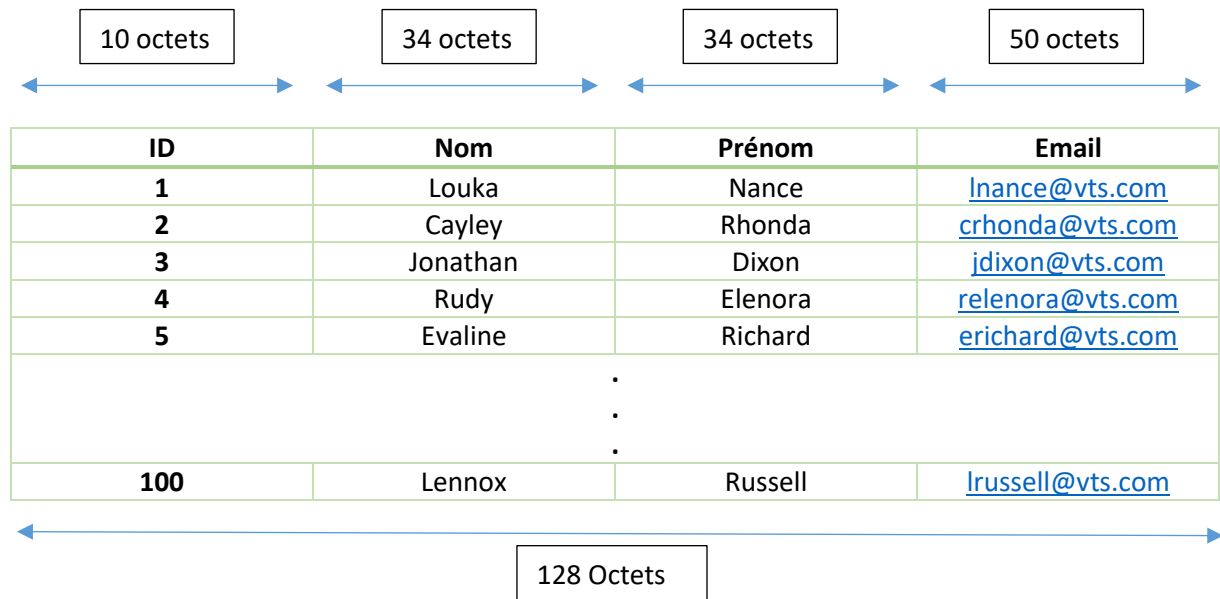 10 octets 34 octets 34 octets 50 octets
ID Nom Prénom Email
1 Louka Nance lnance@vts.com
2 Cayley Rhonda crhonda@vts.com
3 Jonathan Dixon jdixon@vts.com
4 Rudy Elenora relenora@vts.com
5 Evaline Richard erichard@vts.com
.
.
.
100 Lennox Russell lrussell@vts.com
128 Octets